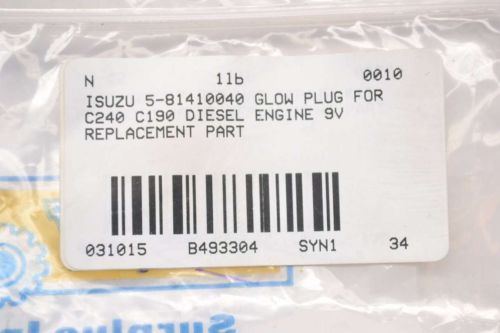 N 1lb 0010
ISUZU 5-81410040 GLOW PLUG FOR
C240 C190 DIESEL ENGINE 9V
REPLACEMENT PART
031015 B493304 SYN1 34
Surplus